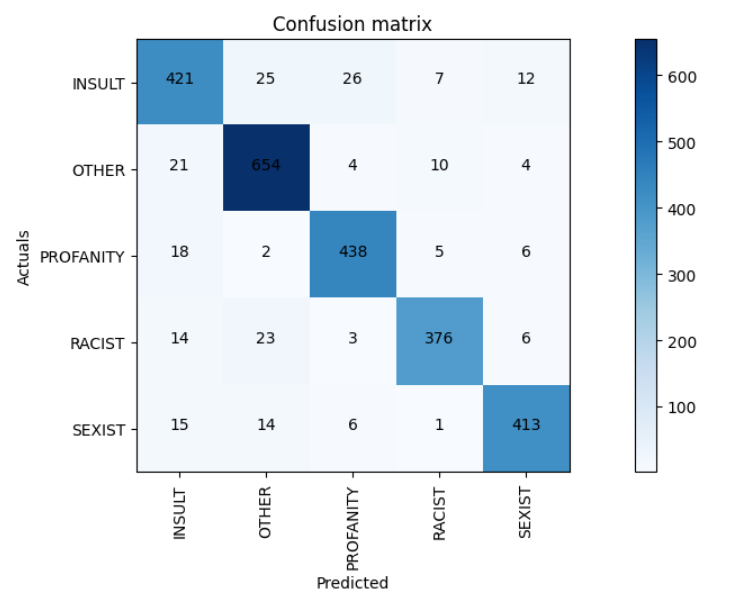 Confusion matrix
INSULT 421 25 26 7 12
OTHER 21 654 4 10 4
PROFANITY 18 2 438 5 6
RACIST 14 23 3 376 6
SEXIST 15 14 6 1 413
Actuals
INSULT OTHER PROFANITY RACIST SEXIST
Predicted
600
500
400
300
200
100